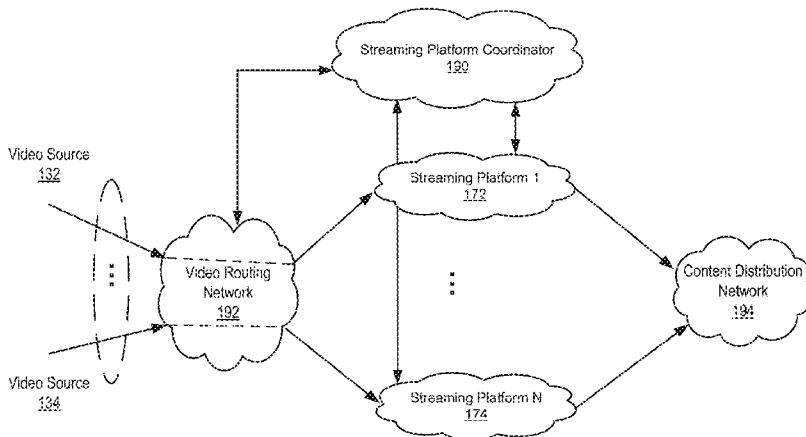 Streaming Platform Coordinator
190
Video Source
132
Streaming Platform 1
172
Video Routing
Network
192
Content Distribution
Network
194
Video Source
134
Streaming Platform N
174